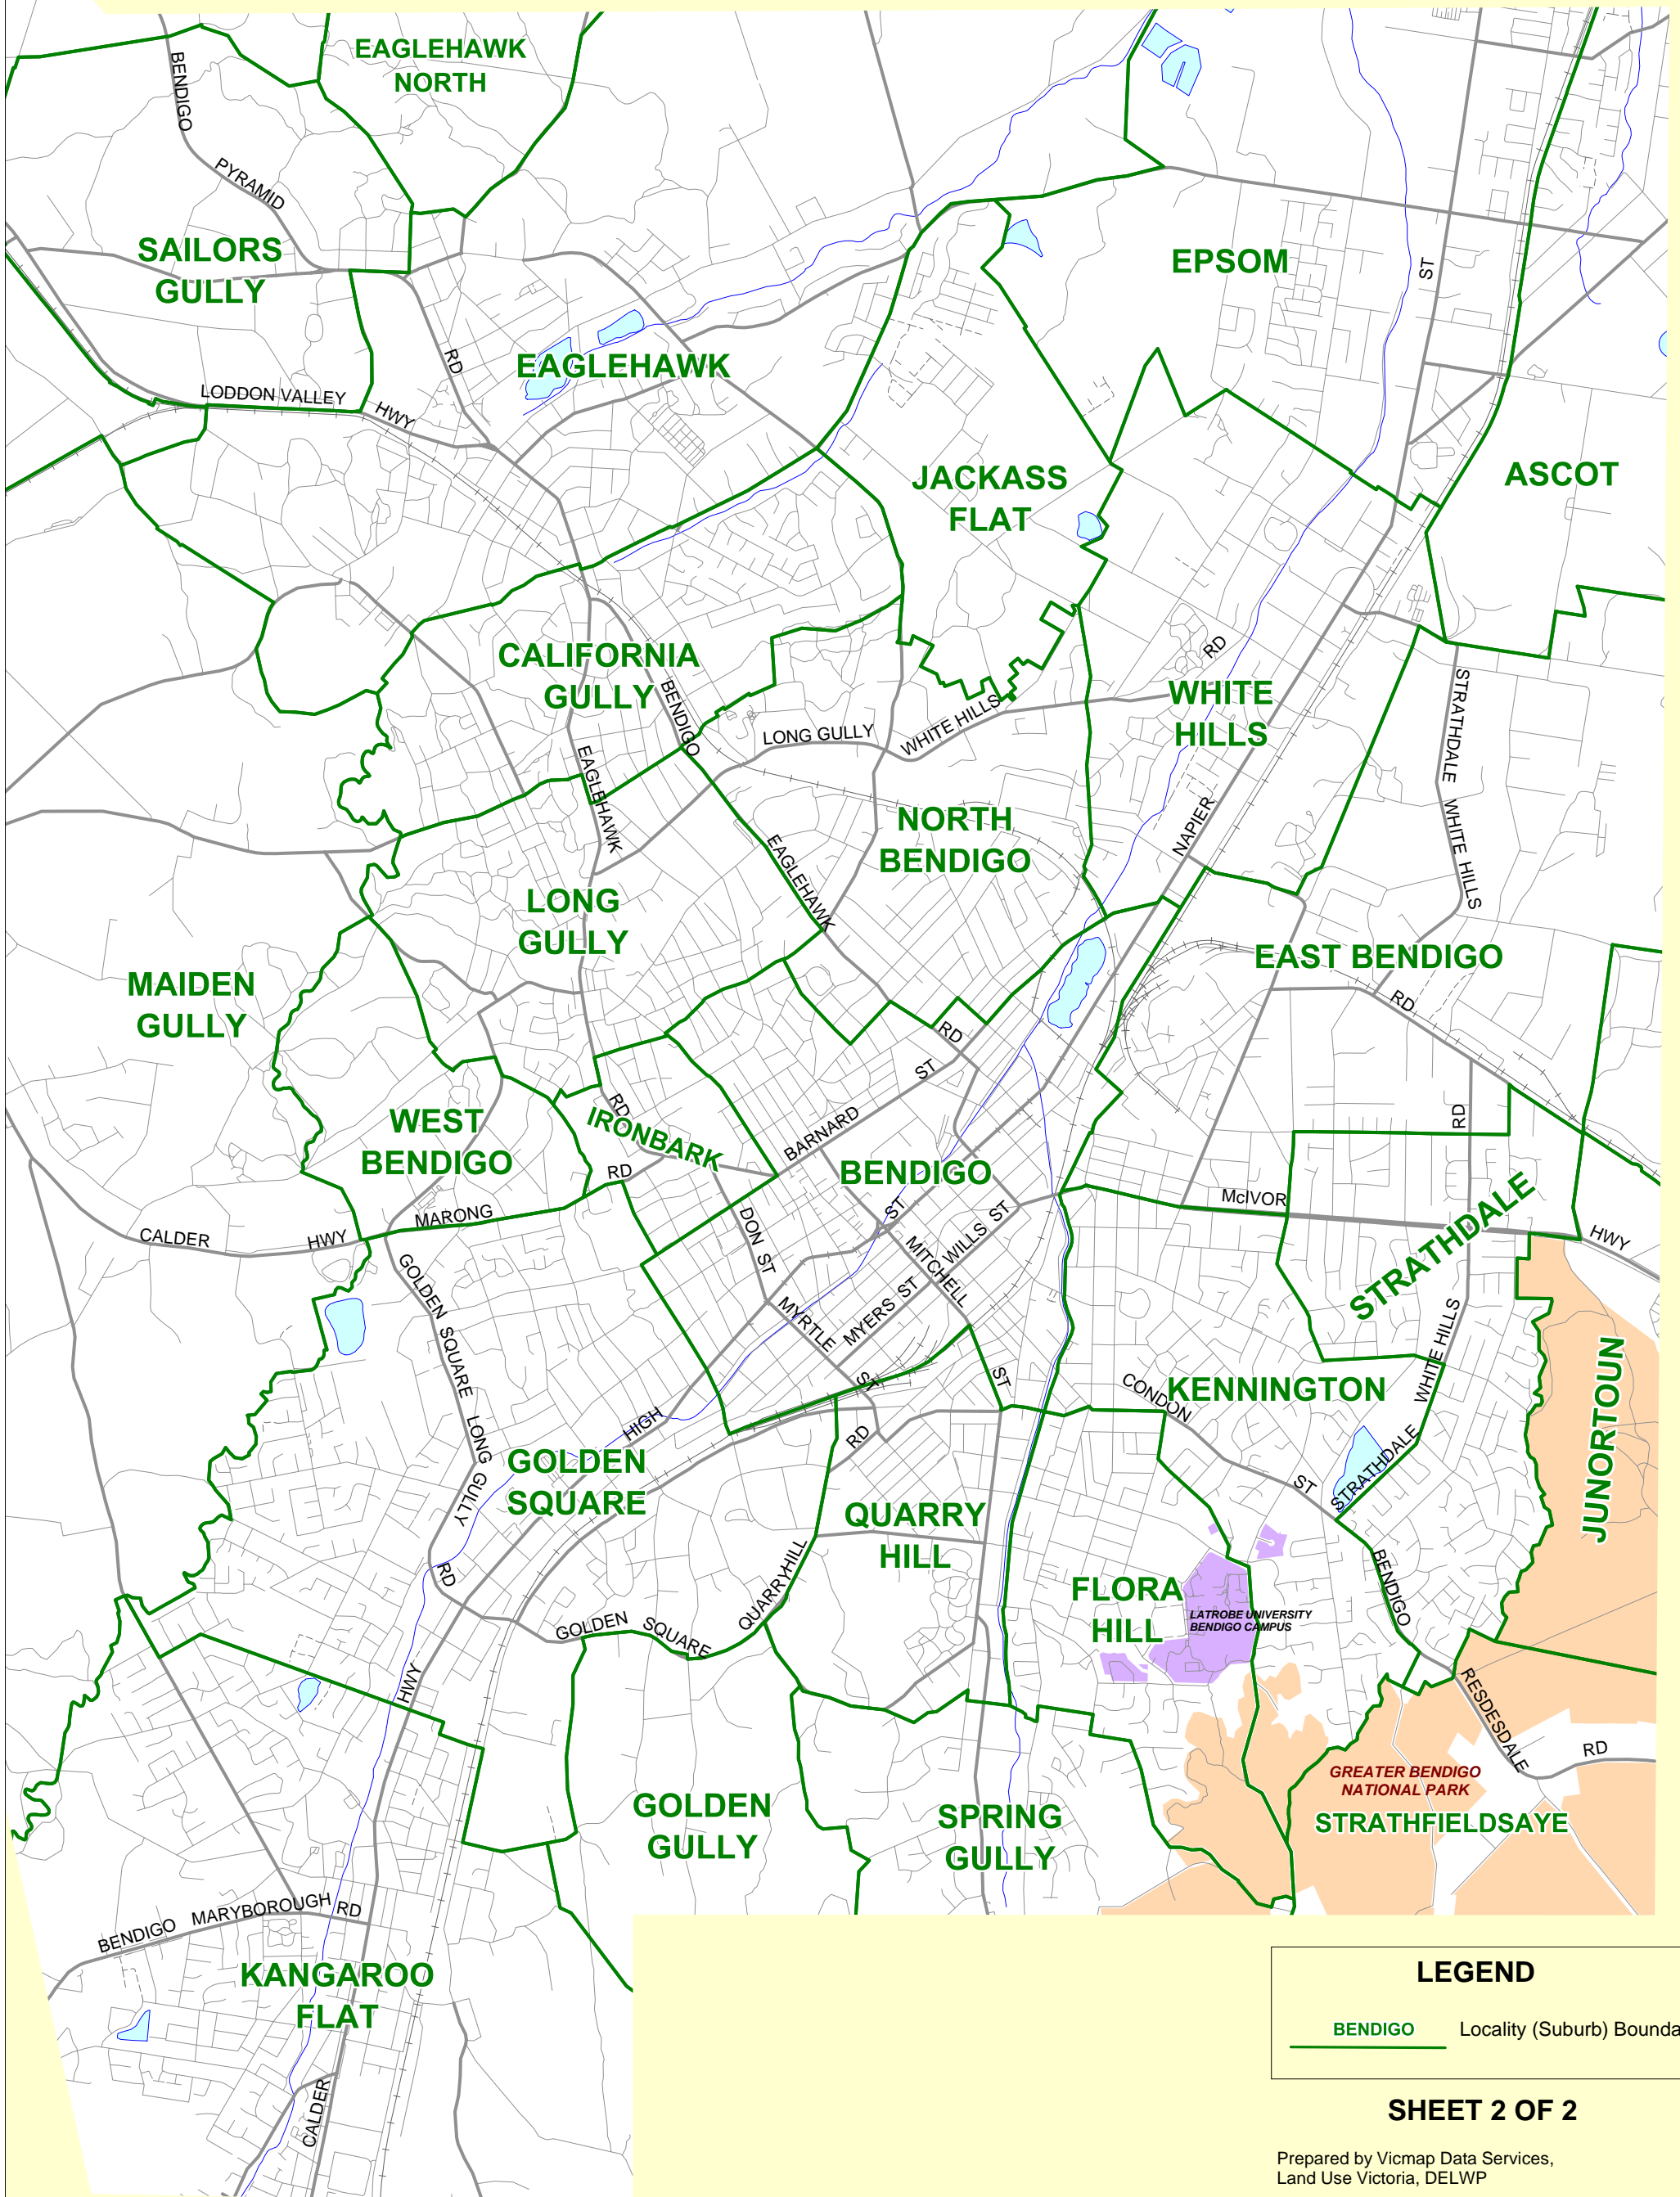 EAGLEHAWK
NORTH
BENDIGO
PYRAMID
RD
SAILORS
GULLY
EPSOM
ST
EAGLEHAWK
LODDON VALLEY
HWY
JACKASS
FLAT
ASCOT
CALIFORNIA
GULLY
BENDIGO
EAGLEHAWK
RD
WHITE
HILLS
STRATHDALE
WHITE HILLS
LONG GULLY
WHITE HILLS
NORTH
BENDIGO
NAPIER
EAGLEHAWK
LONG
GULLY
EAST BENDIGO
MAIDEN
GULLY
RD
RD
ST
WEST
BENDIGO
RD
IRONBARK
BARNARD
BENDIGO
RD
RD
McIVOR
STRATHDALE
HWY
CALDER
HWY
MARONG
DON ST
ST
WILLS ST
MITCHELL
MYERS ST
MYRTLE
ST
ST
GOLDEN SQUARE
LONG GULLY
RD
HIGH
RD
CONDON
ST
KENNINGTON
WHITE HILLS
STRATHDALE
JUNORTOUN
GOLDEN
SQUARE
QUARRY
HILL
QUARRY HILL
GOLDEN SQUARE
FLORA
HILL
LATROBE UNIVERSITY
BENDIGO CAMPUS
BENDIGO
RESDESDALE
RD
HWY
GREATER BENDIGO
NATIONAL PARK
STRATHFIELDSAYE
GOLDEN
GULLY
SPRING
GULLY
BENDIGO MARYBOROUGH RD
KANGAROO
FLAT
CALDER
LEGEND
BENDIGO Locality (Suburb) Bounda
SHEET 2 OF 2
Prepared by Vicmap Data Services,
Land Use Victoria, DELWP